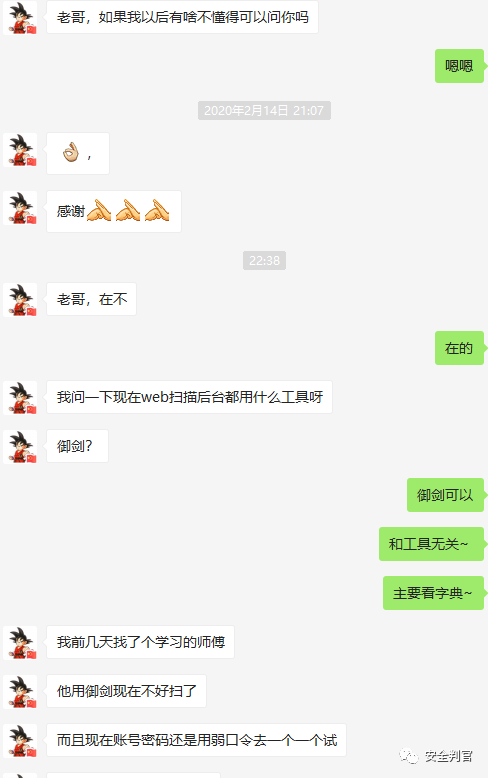 老哥，如果我以后有啥不懂得可以问你吗
嗯嗯
2020年2月14日 21:07
，
感谢
22:38
老哥，在不
在的
我问一下现在web扫描后台都用什么工具呀
御剑？
御剑可以
和工具无关~
主要看字典~
我前几天找了个学习的师傅
他用御剑现在不好扫了
而且现在账号密码还是用弱口令去一个一个试
安全判官